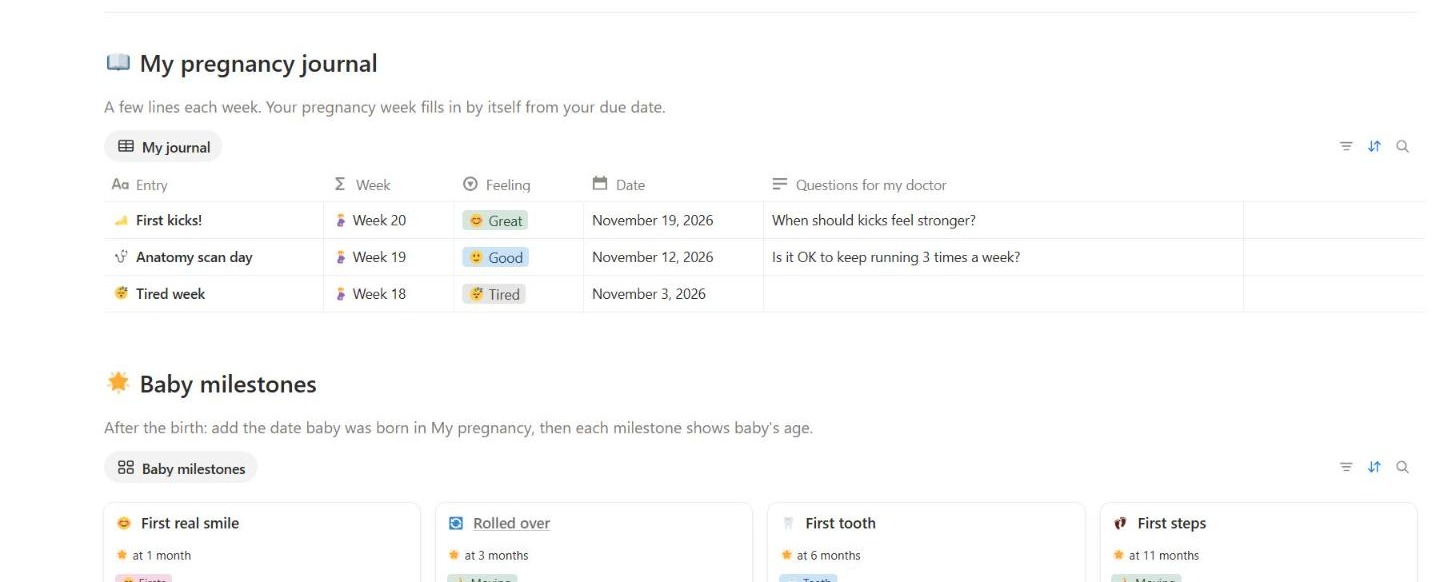 My pregnancy journal
A few lines each week. Your pregnancy week fills in by itself from your due date.
My journal
Aa Entry Week Feeling Date Questions for my doctor
First kicks! Week 20 Great November 19, 2026 When should kicks feel stronger?
Anatomy scan day Week 19 Good November 12, 2026 Is it OK to keep running 3 times a week?
Tired week Week 18 Tired November 3, 2026
Baby milestones
After the birth: add the date baby was born in My pregnancy, then each milestone shows baby's age.
Baby milestones
First real smile Rolled over First tooth First steps
at 1 month at 3 months at 6 months at 11 months